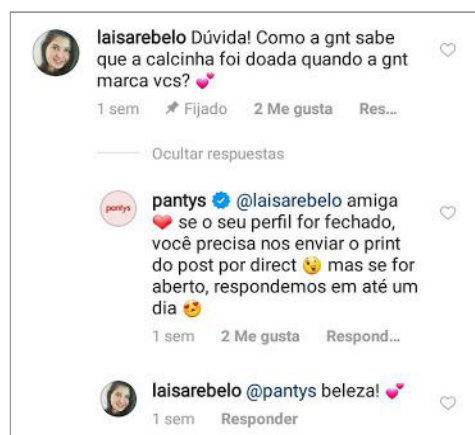 laisarebelo Dúvida! Como a gnt sabe
que a calcinha foi doada quando a gnt
marca vcs? 💕
1 sem 📌 Fijado 2 Me gusta Res...
Ocultar respuestas
pantys
pantys @laisarebelo amiga
❤️ se o seu perfil for fechado,
você precisa nos enviar o print
do post por direct 😉 mas se for
aberto, respondemos em até um
dia 😍
1 sem 2 Me gusta Respond...
laisarebelo @pantys beleza! 💕
1 sem Responder